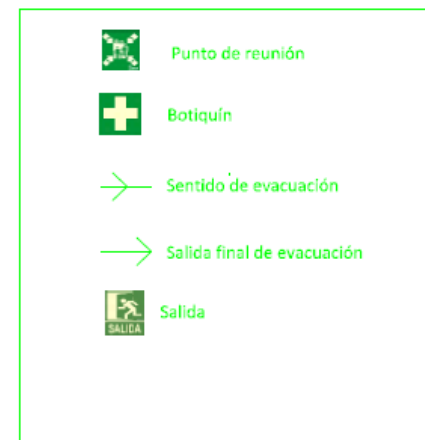 Punto de reunión
Botiquín
Sentido de evacuación
Salida final de evacuación
SALIDA
Salida